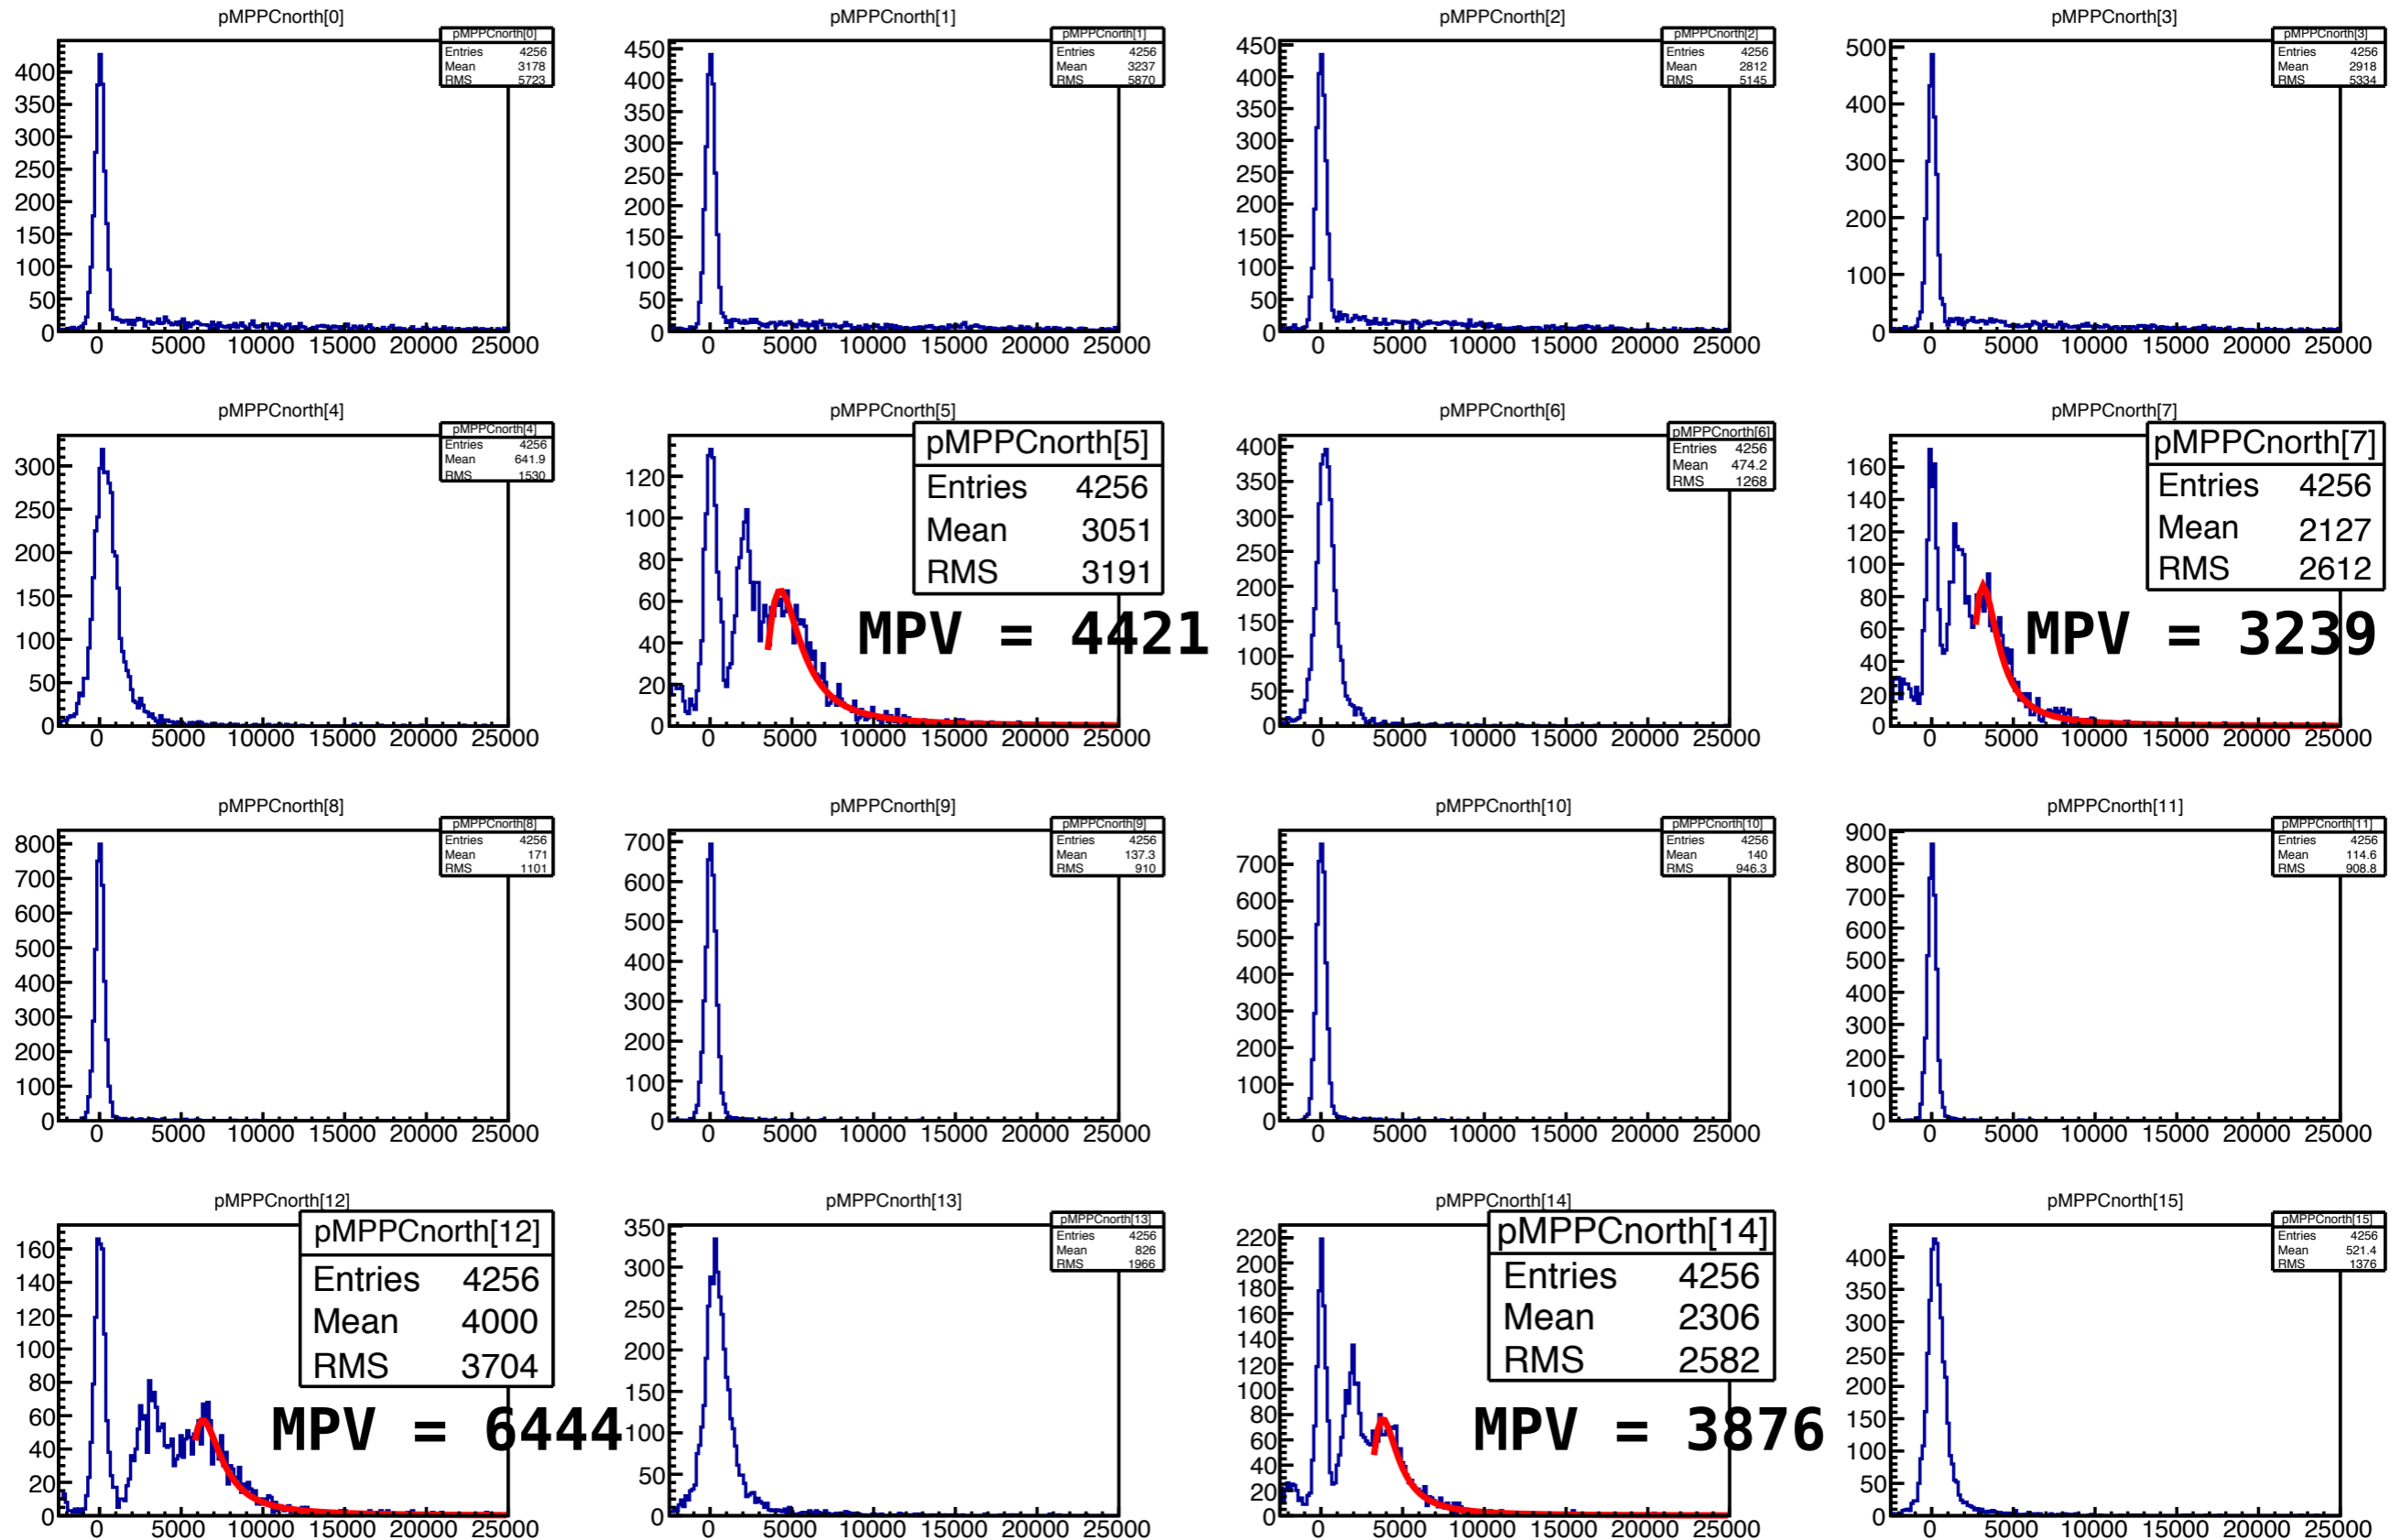 pMPPCnorth[0]
pMPPCnorth[0]
Entries 4256
Mean 3178
RMS 5723
400
350
300
250
200
150
100
50
0
0 5000 10000 15000 20000 25000
pMPPCnorth[1]
pMPPCnorth[1]
Entries 4256
Mean 3237
RMS 5870
450
400
350
300
250
200
150
100
50
0
0 5000 10000 15000 20000 25000
pMPPCnorth[2]
pMPPCnorth[2]
Entries 4256
Mean 2812
RMS 5145
450
400
350
300
250
200
150
100
50
0
0 5000 10000 15000 20000 25000
pMPPCnorth[3]
pMPPCnorth[3]
Entries 4256
Mean 2918
RMS 5334
500
400
300
200
100
0
0 5000 10000 15000 20000 25000
pMPPCnorth[4]
pMPPCnorth[4]
Entries 4256
Mean 641.9
RMS 1530
300
250
200
150
100
50
0
0 5000 10000 15000 20000 25000
pMPPCnorth[5]
pMPPCnorth[5]
Entries 4256
Mean 3051
RMS 3191
MPV = 4421
120
100
80
60
40
20
0
0 5000 10000 15000 20000 25000
pMPPCnorth[6]
pMPPCnorth[6]
Entries 4256
Mean 474.2
RMS 1268
400
350
300
250
200
150
100
50
0
0 5000 10000 15000 20000 25000
pMPPCnorth[7]
pMPPCnorth[7]
Entries 4256
Mean 2127
RMS 2612
MPV = 3239
160
140
120
100
80
60
40
20
0
0 5000 10000 15000 20000 25000
pMPPCnorth[8]
pMPPCnorth[8]
Entries 4256
Mean 171
RMS 1101
800
700
600
500
400
300
200
100
0
0 5000 10000 15000 20000 25000
pMPPCnorth[9]
pMPPCnorth[9]
Entries 4256
Mean 137.3
RMS 910
700
600
500
400
300
200
100
0
0 5000 10000 15000 20000 25000
pMPPCnorth[10]
pMPPCnorth[10]
Entries 4256
Mean 140
RMS 946.3
700
600
500
400
300
200
100
0
0 5000 10000 15000 20000 25000
pMPPCnorth[11]
pMPPCnorth[11]
Entries 4256
Mean 114.6
RMS 908.8
900
800
700
600
500
400
300
200
100
0
0 5000 10000 15000 20000 25000
pMPPCnorth[12]
pMPPCnorth[12]
Entries 4256
Mean 4000
RMS 3704
MPV = 6444
160
140
120
100
80
60
40
20
0
0 5000 10000 15000 20000 25000
pMPPCnorth[13]
pMPPCnorth[13]
Entries 4256
Mean 826
RMS 1966
350
300
250
200
150
100
50
0
0 5000 10000 15000 20000 25000
pMPPCnorth[14]
pMPPCnorth[14]
Entries 4256
Mean 2306
RMS 2582
MPV = 3876
220
200
180
160
140
120
100
80
60
40
20
0
0 5000 10000 15000 20000 25000
pMPPCnorth[15]
pMPPCnorth[15]
Entries 4256
Mean 521.4
RMS 1376
400
350
300
250
200
150
100
50
0
0 5000 10000 15000 20000 25000